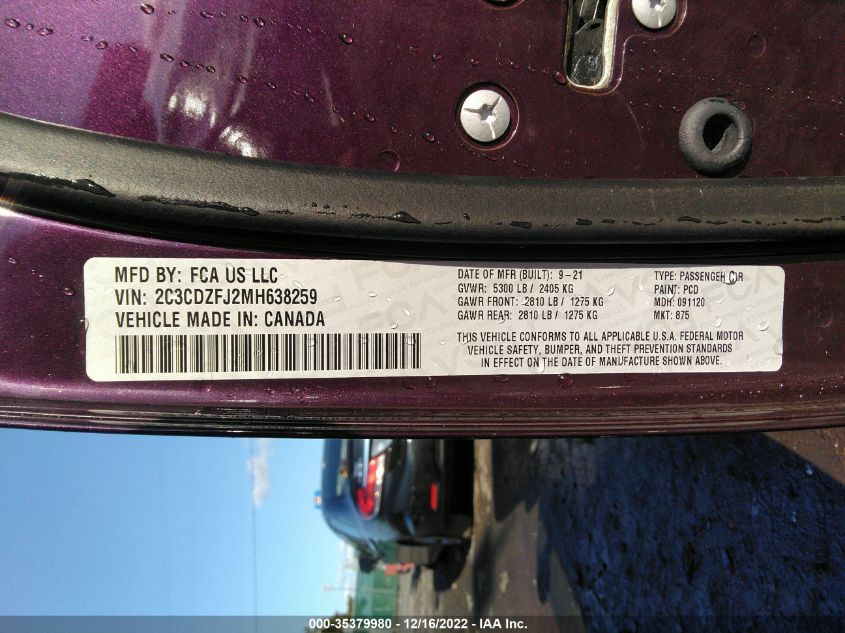 MFD BY: FCA US LLC
VIN: 2C3CDZFJ2MH638259
VEHICLE MADE IN: CANADA
DATE OF MFR (BUILT): 9-21
GVWR: 5300 LB / 2405 KG
GAWR FRONT: 2810 LB / 1275 KG
GAWR REAR: 2810 LB / 1275 KG
TYPE: PASSENGER CAR
PAINT: PCD
MDH: 091120
MKT: 875
THIS VEHICLE CONFORMS TO ALL APPLICABLE U.S.A. FEDERAL MOTOR
VEHICLE SAFETY, BUMPER, AND THEFT PREVENTION STANDARDS
IN EFFECT ON THE DATE OF MANUFACTURE SHOWN ABOVE.
000-35379980 - 12/16/2022 - IAA Inc.